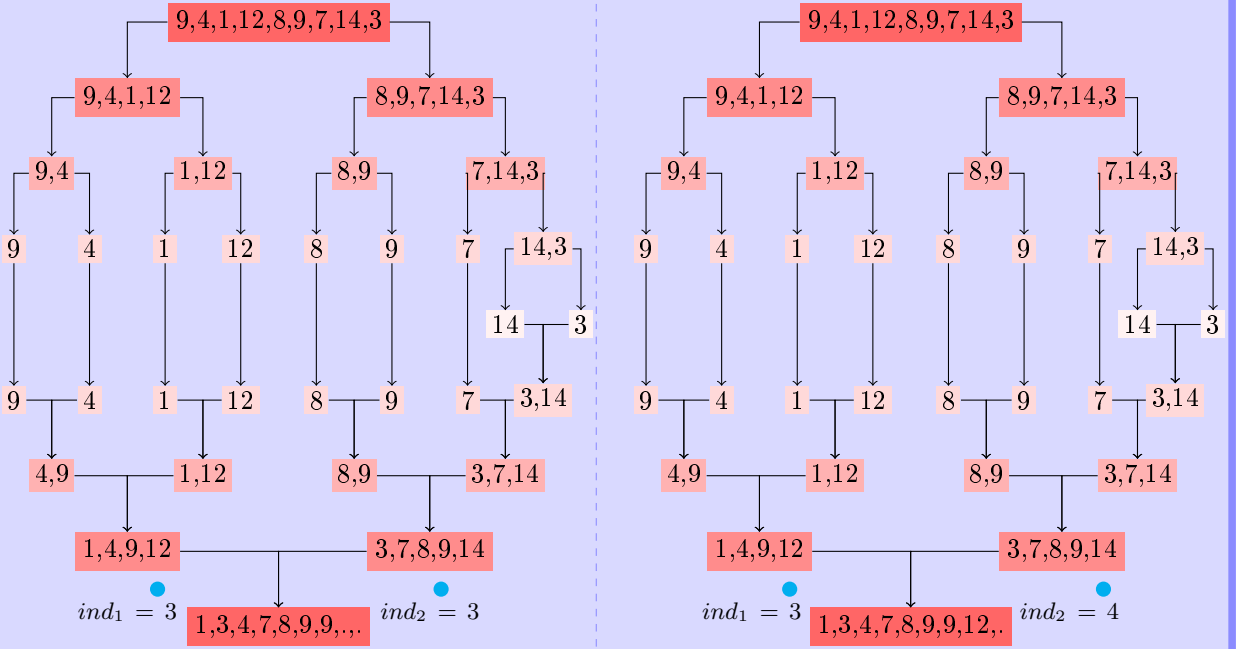 9,4,1,12,8,9,7,14,3
9,4,1,12 8,9,7,14,3
9,4 1,12 8,9 7,14,3
9 4 1 12 8 9 7 14,3
14 3
9 4 1 12 8 9 7 3,14
4,9 1,12 8,9 3,7,14
1,4,9,12 3,7,8,9,14
ind₁ = 3 ind₂ = 3
1,3,4,7,8,9,9,.,.
9,4,1,12,8,9,7,14,3
9,4,1,12 8,9,7,14,3
9,4 1,12 8,9 7,14,3
9 4 1 12 8 9 7 14,3
14 3
9 4 1 12 8 9 7 3,14
4,9 1,12 8,9 3,7,14
1,4,9,12 3,7,8,9,14
ind₁ = 3 ind₂ = 4
1,3,4,7,8,9,9,12,.